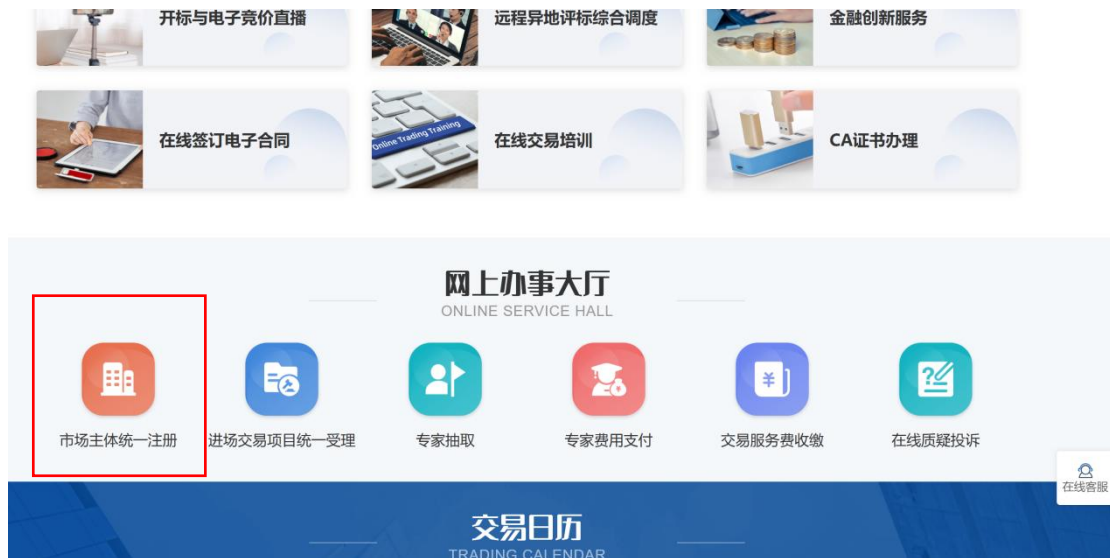 开标与电子竞价直播
远程异地评标综合调度
金融创新服务
在线签订电子合同
Online Trading Training
在线交易培训
CA证书办理
网上办事大厅
ONLINE SERVICE HALL
市场主体统一注册
进场交易项目统一受理
专家抽取
专家费用支付
交易服务费收缴
在线质疑投诉
在线客服
交易日历
TRADING CALENDAR